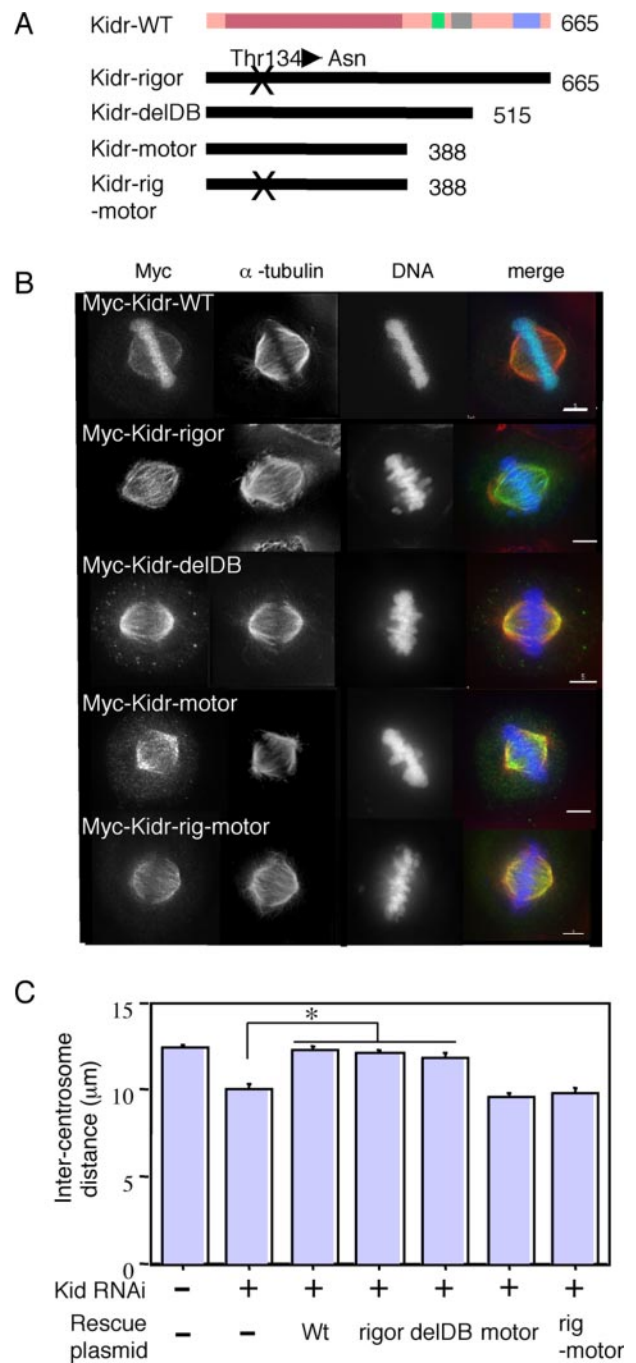 A
Kidr-WT 665
Thr134 Asn
Kidr-rigor X 665
Kidr-delDB 515
Kidr-motor 388
Kidr-rig X 388
-motor
B
Myc α-tubulin DNA merge
Myc-Kidr-WT
Myc-Kidr-rigor
Myc-Kidr-delDB
Myc-Kidr-motor
Myc-Kidr-rig-motor
C
Inter-centrosome
distance (μm)
15
10
5
0
*
Kid RNAi − + + + + + +
Rescue plasmid − − Wt rigor delDB motor rig -motor